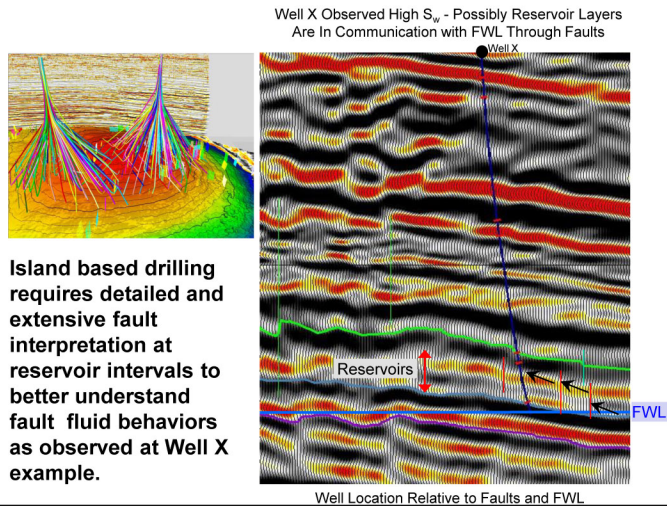 Well X Observed High Sw - Possibly Reservoir Layers
Are In Communication with FWL Through Faults
Well X
Island based drilling
requires detailed and
extensive fault
interpretation at
reservoir intervals to
better understand
fault fluid behaviors
as observed at Well X
example.
Reservoirs
FWL
Well Location Relative to Faults and FWL